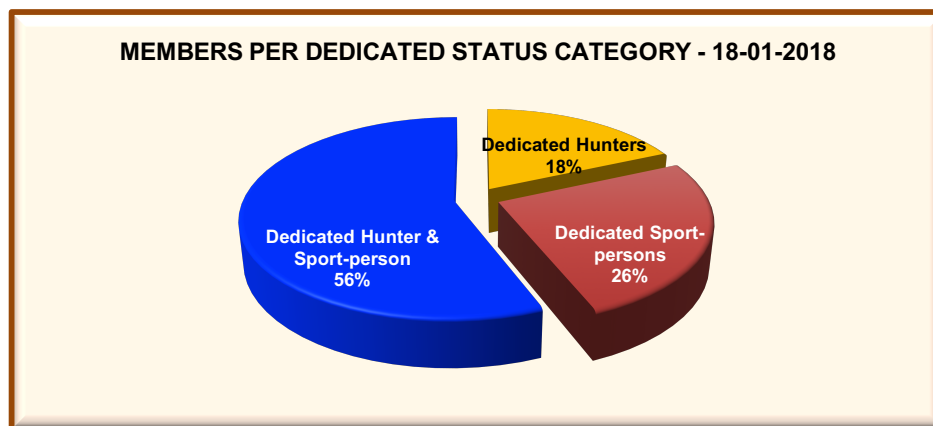 MEMBERS PER DEDICATED STATUS CATEGORY - 18-01-2018
Dedicated Hunters
18%
Dedicated Sport-
persons
26%
Dedicated Hunter &
Sport-person
56%